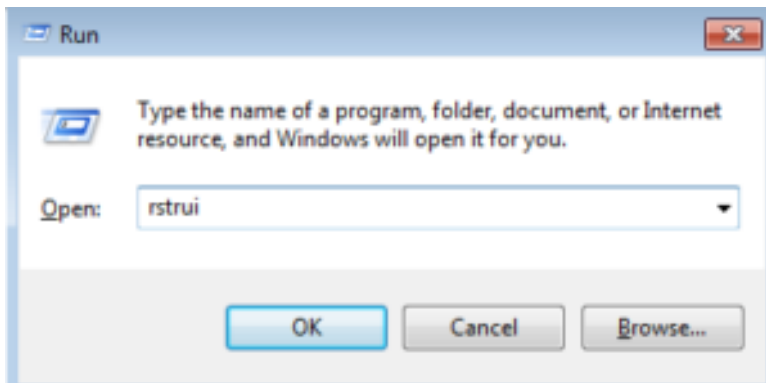 Run
Type the name of a program, folder, document, or Internet
resource, and Windows will open it for you.
Open: rstrui
OK Cancel Browse...